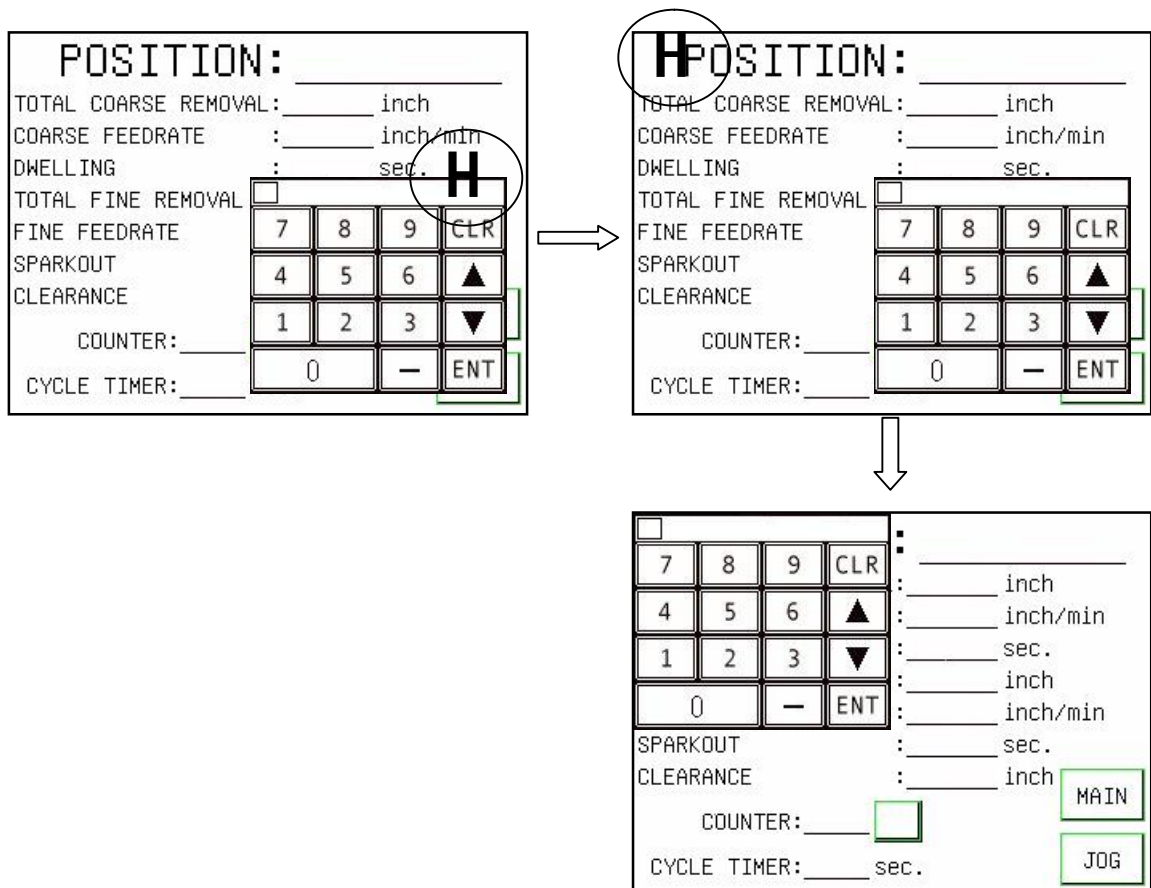 POSITION:
TOTAL COARSE REMOVAL: inch
COARSE FEEDRATE : inch/min
DWELLING : sec.
H
TOTAL FINE REMOVAL
FINE FEEDRATE
SPARKOUT
CLEARANCE
COUNTER:
CYCLE TIMER:
7 8 9 CLR
4 5 6 ▲
1 2 3 ▼
0 — ENT
H
POSITION:
TOTAL COARSE REMOVAL: inch
COARSE FEEDRATE : inch/min
DWELLING : sec.
TOTAL FINE REMOVAL
FINE FEEDRATE
SPARKOUT
CLEARANCE
COUNTER:
CYCLE TIMER:
7 8 9 CLR
4 5 6 ▲
1 2 3 ▼
0 — ENT
7 8 9 CLR
4 5 6 ▲
1 2 3 ▼
0 — ENT
:
: inch
: inch/min
: sec.
: inch
: inch/min
SPARKOUT : sec.
CLEARANCE : inch
MAIN
COUNTER:
CYCLE TIMER: sec.
JOG